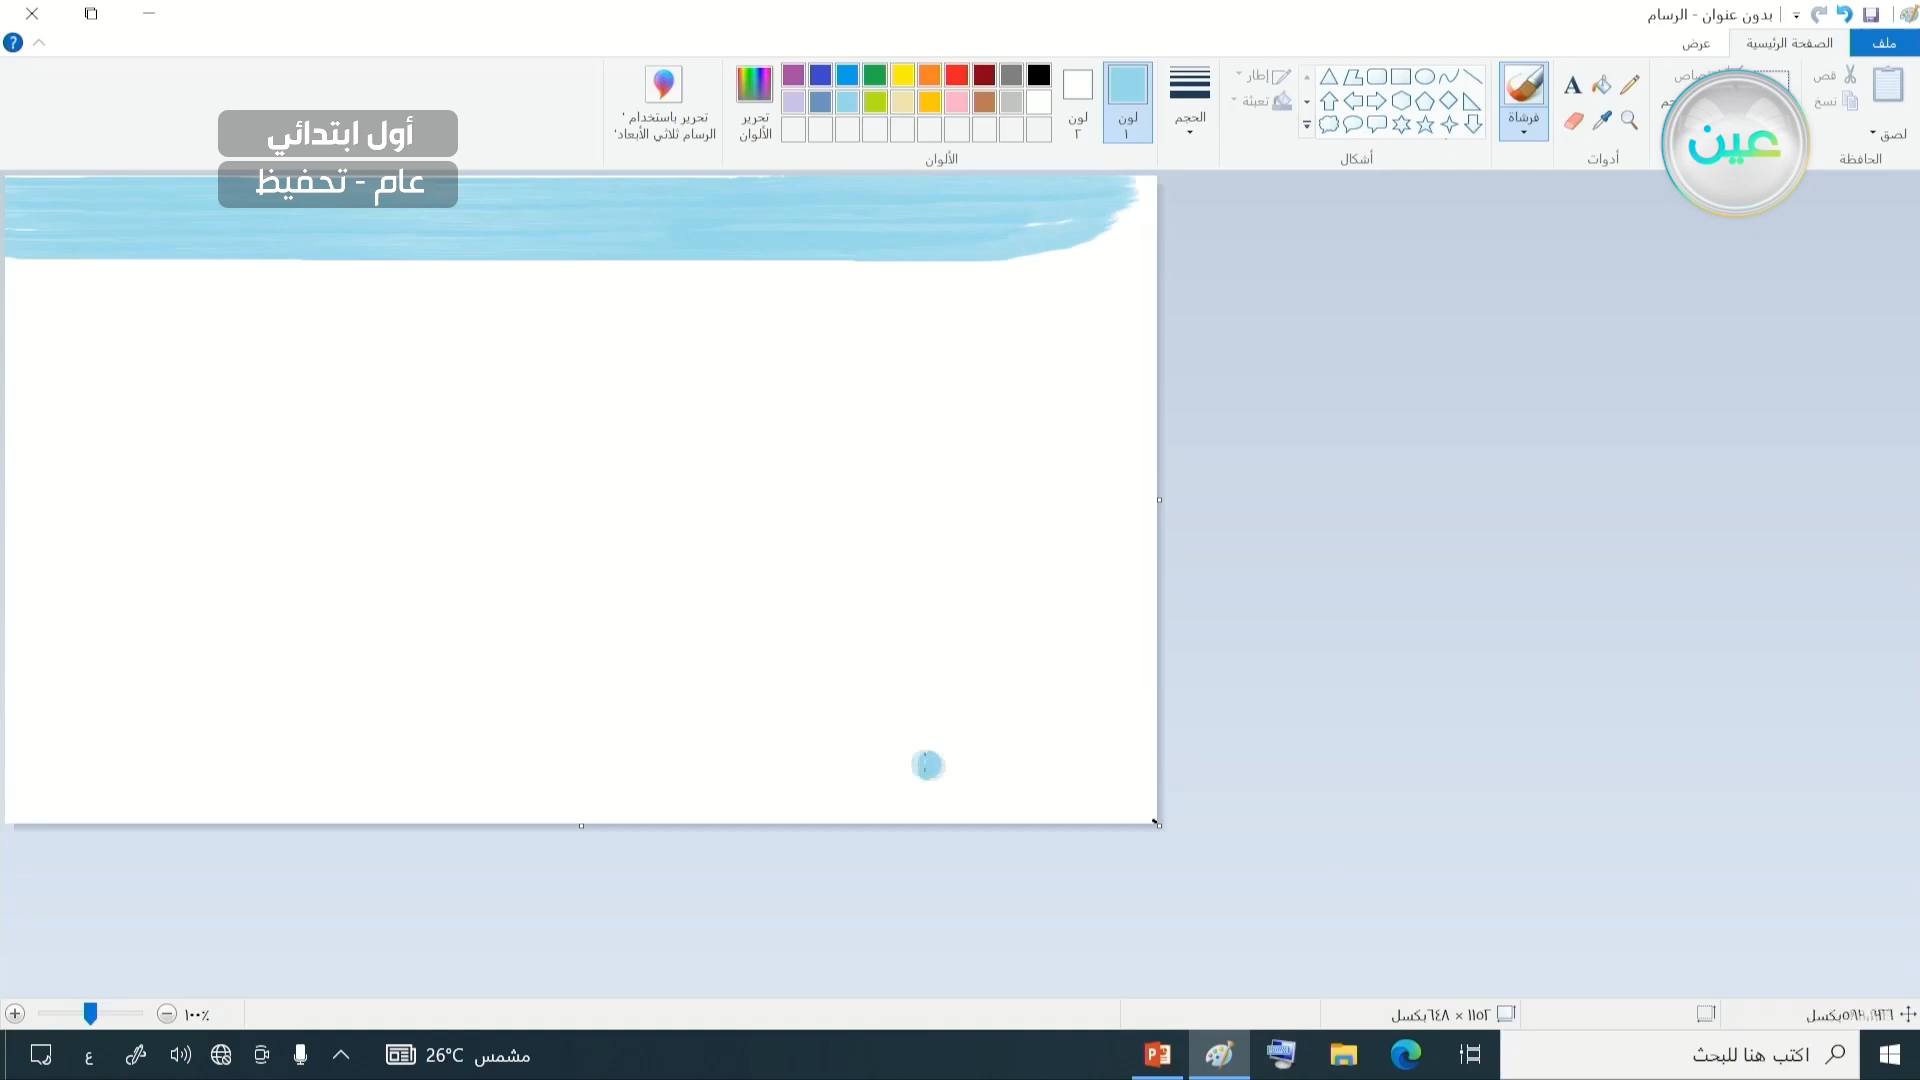 بدون عنوان - الرسام
ملف
الصفحة الرئيسية
عرض
لصق
قص
نسخ
الحافظة
أدوات
فرشاة
إطار
تعبئة
أشكال
الحجم
لون
١
لون
٢
تحرير
الألوان
الألوان
تحرير باستخدام '
الرسام ثلاثي الأبعاد'
عين
أول ابتدائي
عام - تحفيظ
١١٥٢ × ٦٤٨بكسل
١٠٠٪
اكتب هنا للبحث
26°C مشمس
ع